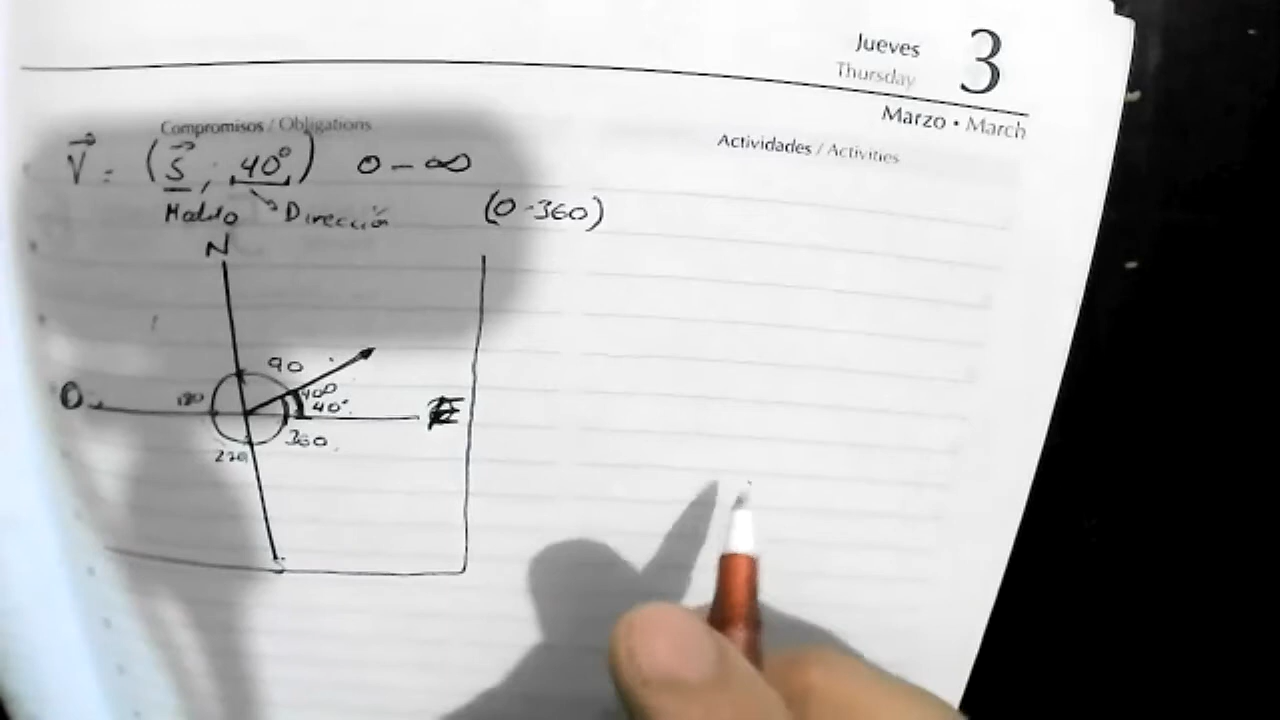 Jueves 3
Thursday
Marzo • March
Compromisos / Obligations
Actividades / Activities
V⃗ = (S⃗, 40°) 0 - ∞
Modulo Dirección (0-360)
N
90
40°
O 180 40° E
360
270